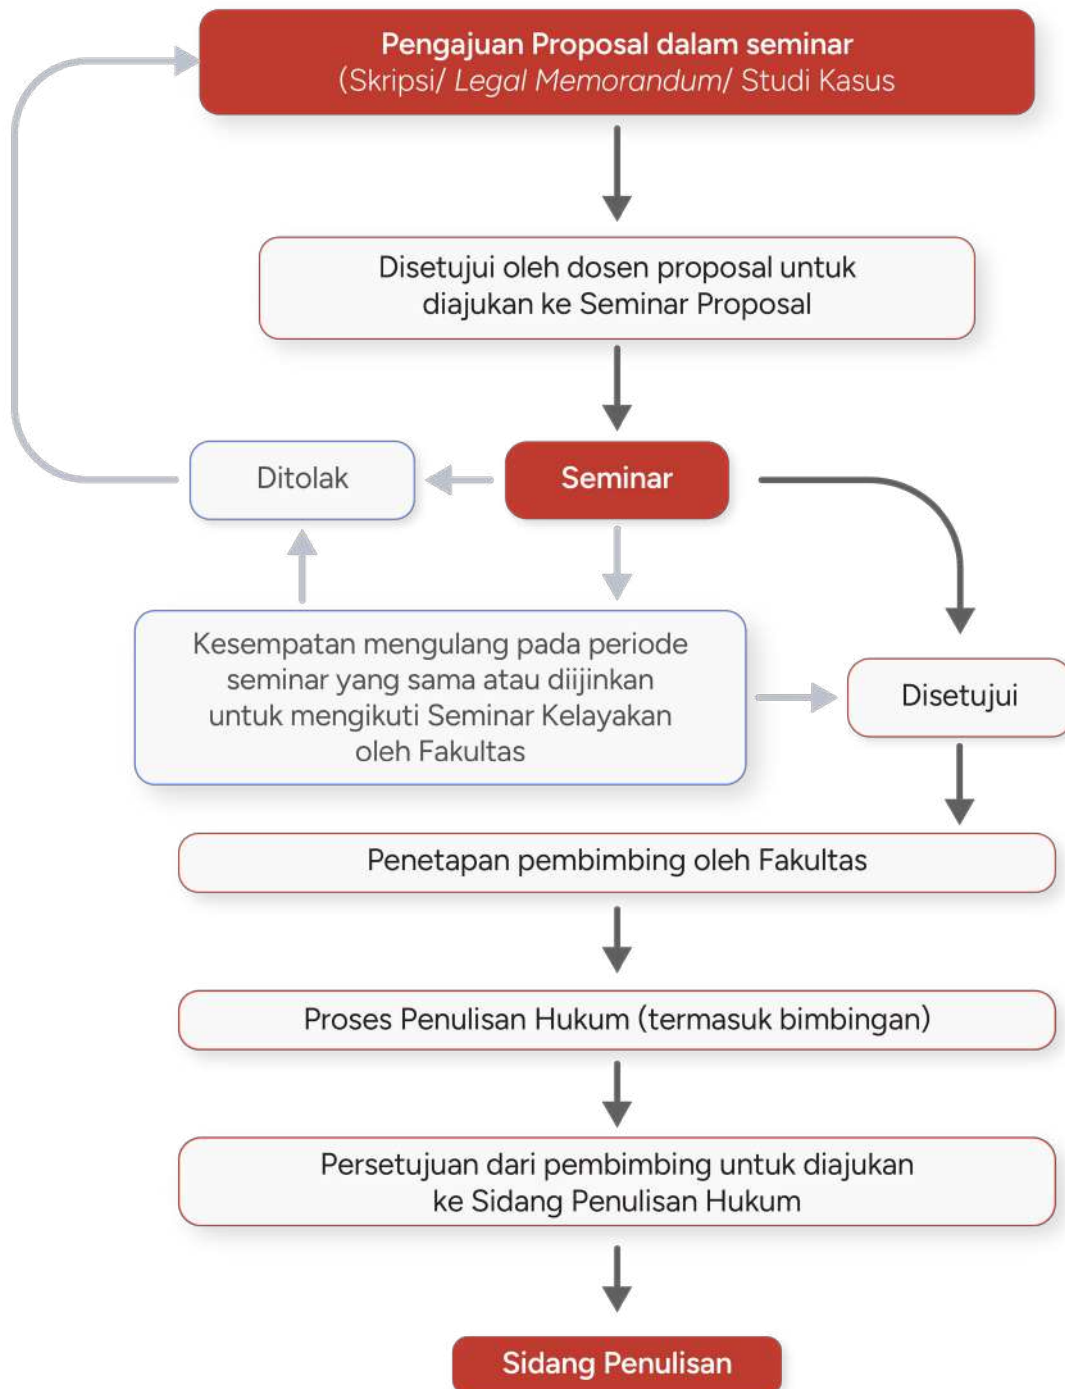 Pengajuan Proposal dalam seminar
(Skripsi/ Legal Memorandum/ Studi Kasus
Disetujui oleh dosen proposal untuk
diajukan ke Seminar Proposal
Ditolak
Seminar
Kesempatan mengulang pada periode
seminar yang sama atau diijinkan
untuk mengikuti Seminar Kelayakan
oleh Fakultas
Disetujui
Penetapan pembimbing oleh Fakultas
Proses Penulisan Hukum (termasuk bimbingan)
Persetujuan dari pembimbing untuk diajukan
ke Sidang Penulisan Hukum
Sidang Penulisan